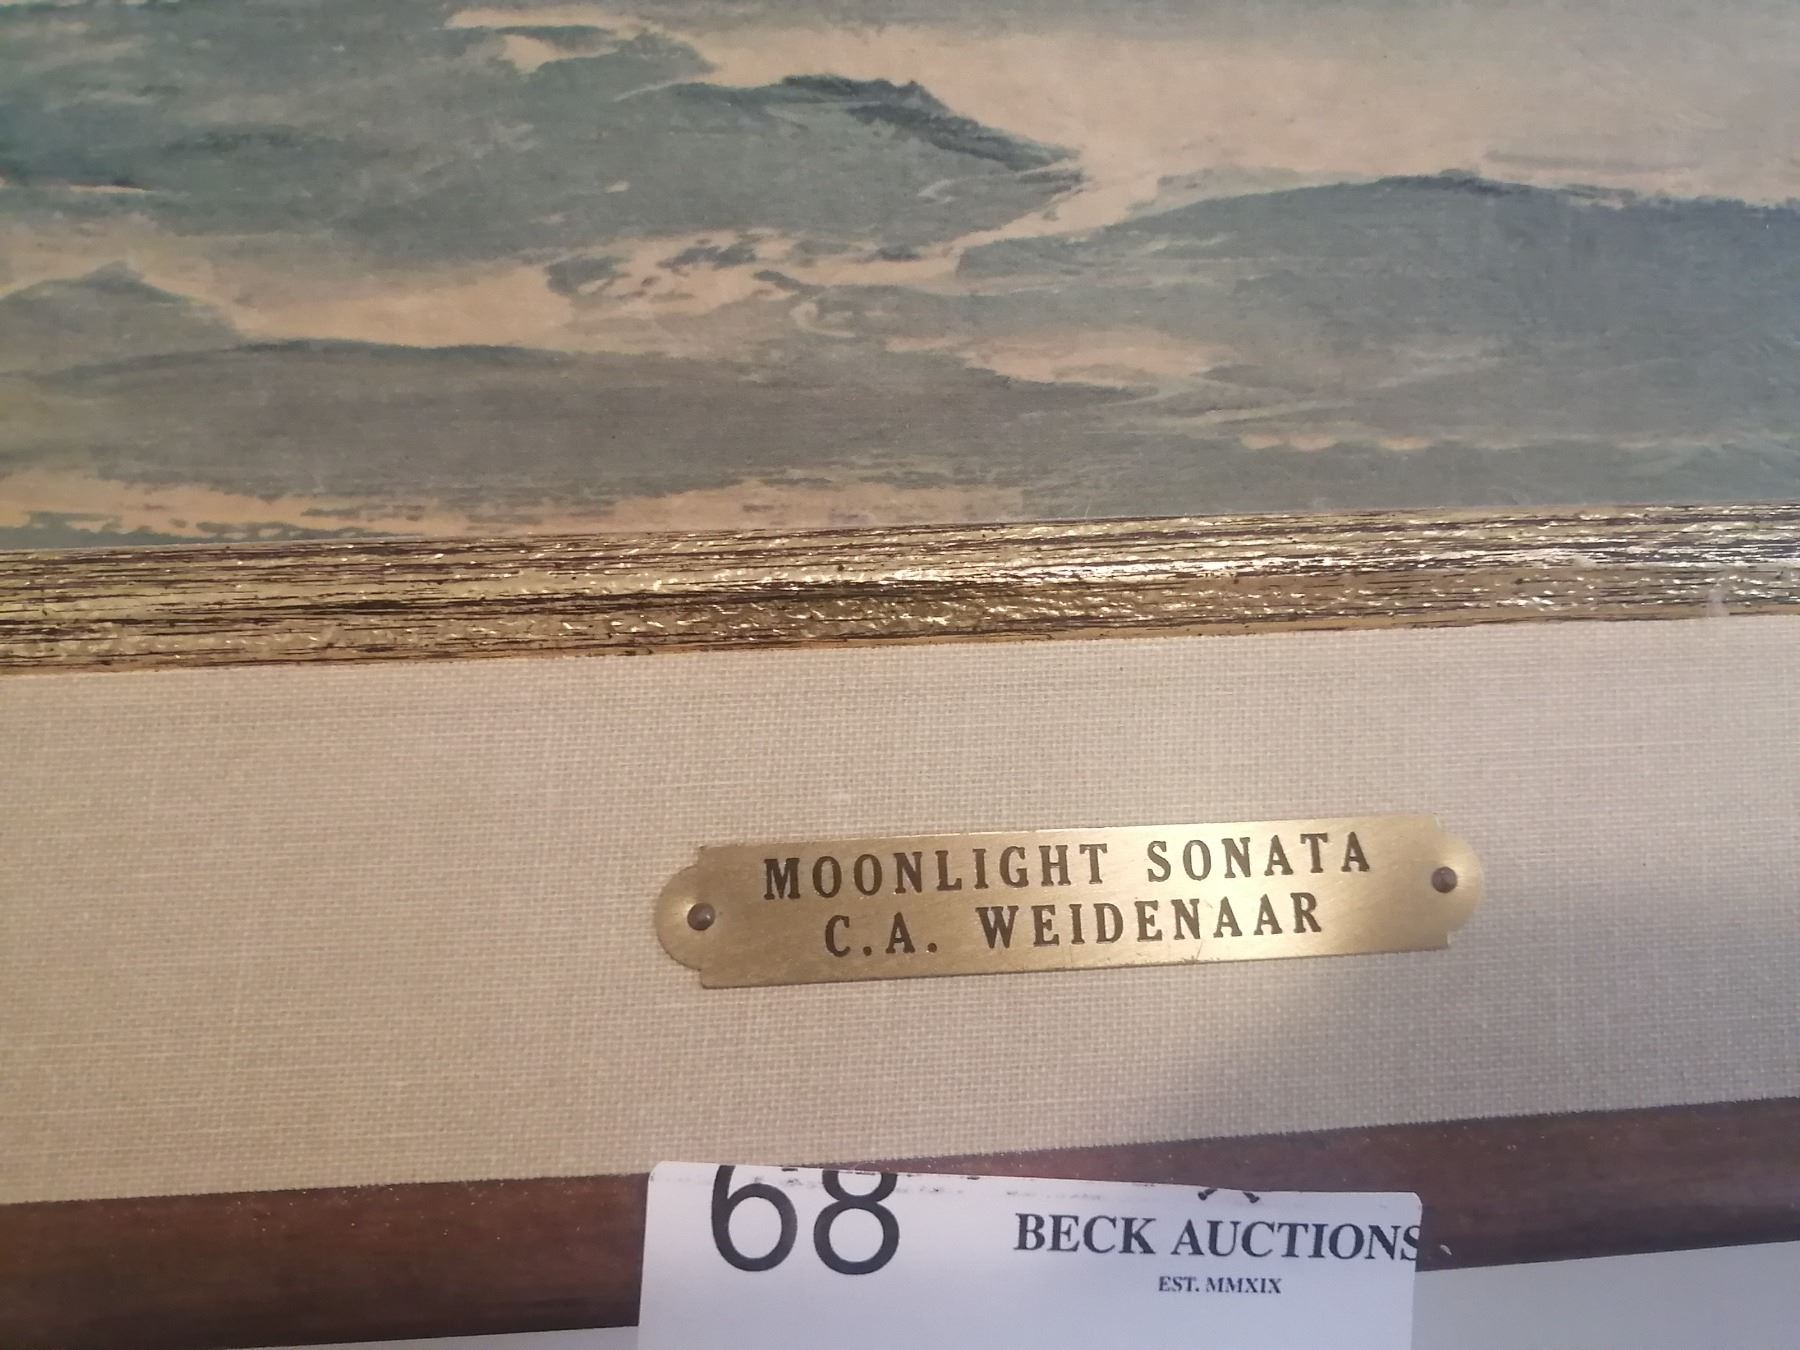 MOONLIGHT SONATA
C.A. WEIDENAAR
68
BECK AUCTIONS
EST. MMXIX